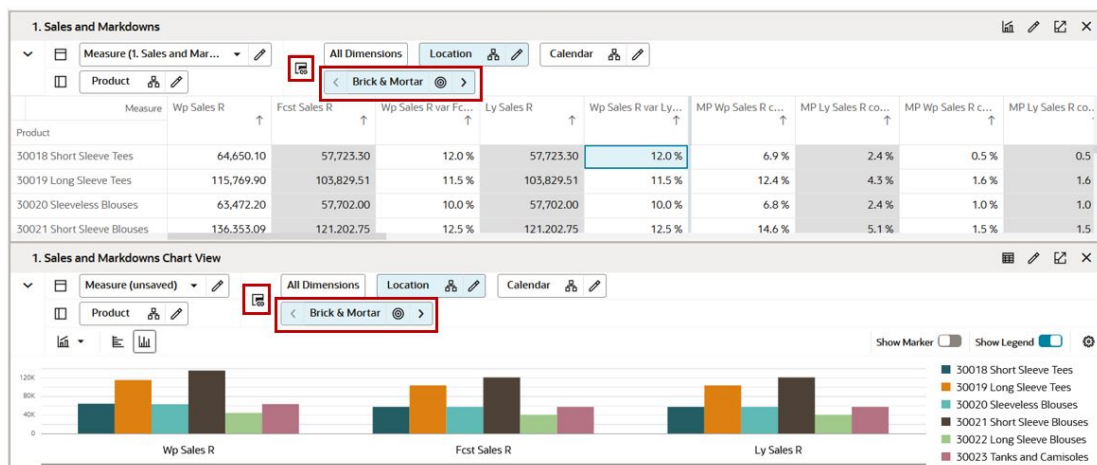 1. Sales and Markdowns
Measure (1. Sales and Mar...
All Dimensions Location Calendar
Product
Brick & Mortar
Measure Wp Sales R Fcst Sales R Wp Sales R var Fc... Ly Sales R Wp Sales R var Ly... MP Wp Sales R c... MP Ly Sales R co... MP Wp Sales R c... MP Ly Sales R co...
Product
30018 Short Sleeve Tees 64,650.10 57,723.30 12.0 % 57,723.30 12.0 % 6.9 % 2.4 % 0.5 % 0.5
30019 Long Sleeve Tees 115,769.90 103,829.51 11.5 % 103,829.51 11.5 % 12.4 % 4.3 % 1.6 % 1.6
30020 Sleeveless Blouses 63,472.20 57,702.00 10.0 % 57,702.00 10.0 % 6.8 % 2.4 % 1.0 % 1.0
30021 Short Sleeve Blouses 136,353.09 121,202.75 12.5 % 121,202.75 12.5 % 14.6 % 5.1 % 1.5 % 1.5
1. Sales and Markdowns Chart View
Measure (unsaved)
All Dimensions Location Calendar
Product
Brick & Mortar
Show Marker Show Legend
120K
80K
40K
0
Wp Sales R Fcst Sales R Ly Sales R
30018 Short Sleeve Tees
30019 Long Sleeve Tees
30020 Sleeveless Blouses
30021 Short Sleeve Blouses
30022 Long Sleeve Blouses
30023 Tanks and Camisoles